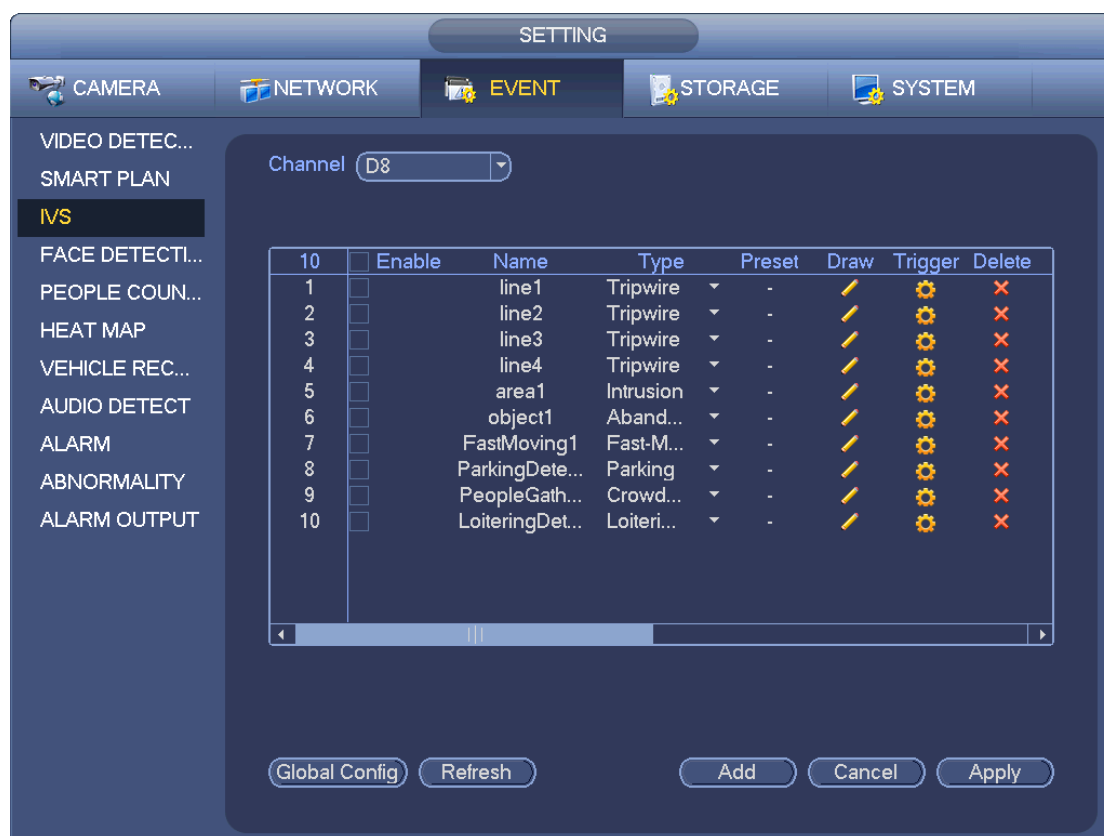 SETTING
CAMERA NETWORK EVENT STORAGE SYSTEM
VIDEO DETEC...
SMART PLAN
IVS
FACE DETECTI...
PEOPLE COUN...
HEAT MAP
VEHICLE REC...
AUDIO DETECT
ALARM
ABNORMALITY
ALARM OUTPUT
Channel D8
10 Enable Name Type Preset Draw Trigger Delete
1 line1 Tripwire -
2 line2 Tripwire -
3 line3 Tripwire -
4 line4 Tripwire -
5 area1 Intrusion -
6 object1 Aband... -
7 FastMoving1 Fast-M... -
8 ParkingDete... Parking -
9 PeopleGath... Crowd... -
10 LoiteringDet... Loiteri... -
Global Config Refresh Add Cancel Apply